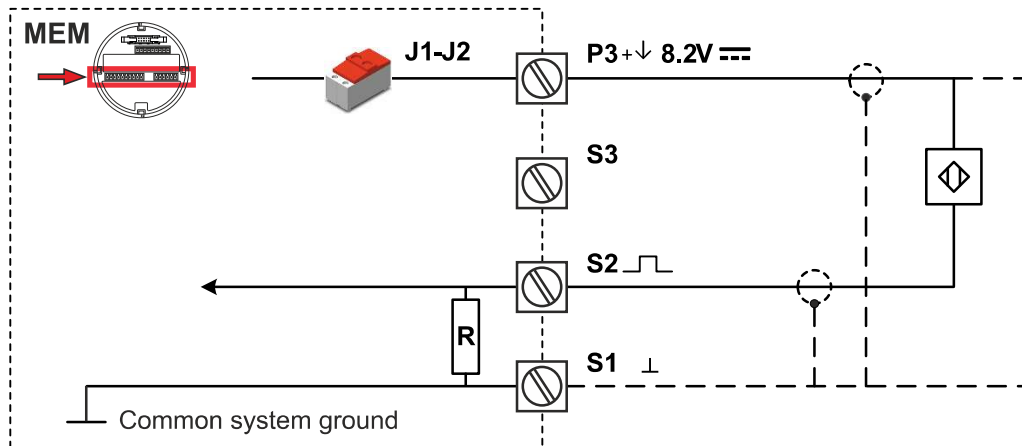 MEM
J1-J2
P3 +↓ 8.2V ⎓
S3
S2
R
S1 ⊥
Common system ground